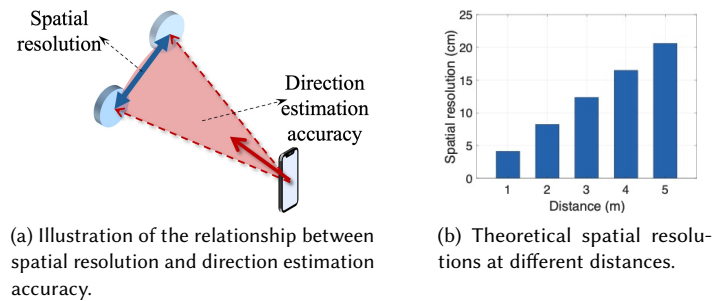 Spatial
resolution
Direction
estimation
accuracy
(a) Illustration of the relationship between
spatial resolution and direction estimation
accuracy.
Spatial resolution (cm)
25
20
15
10
5
0
1 2 3 4 5
Distance (m)
(b) Theoretical spatial resolu-
tions at different distances.